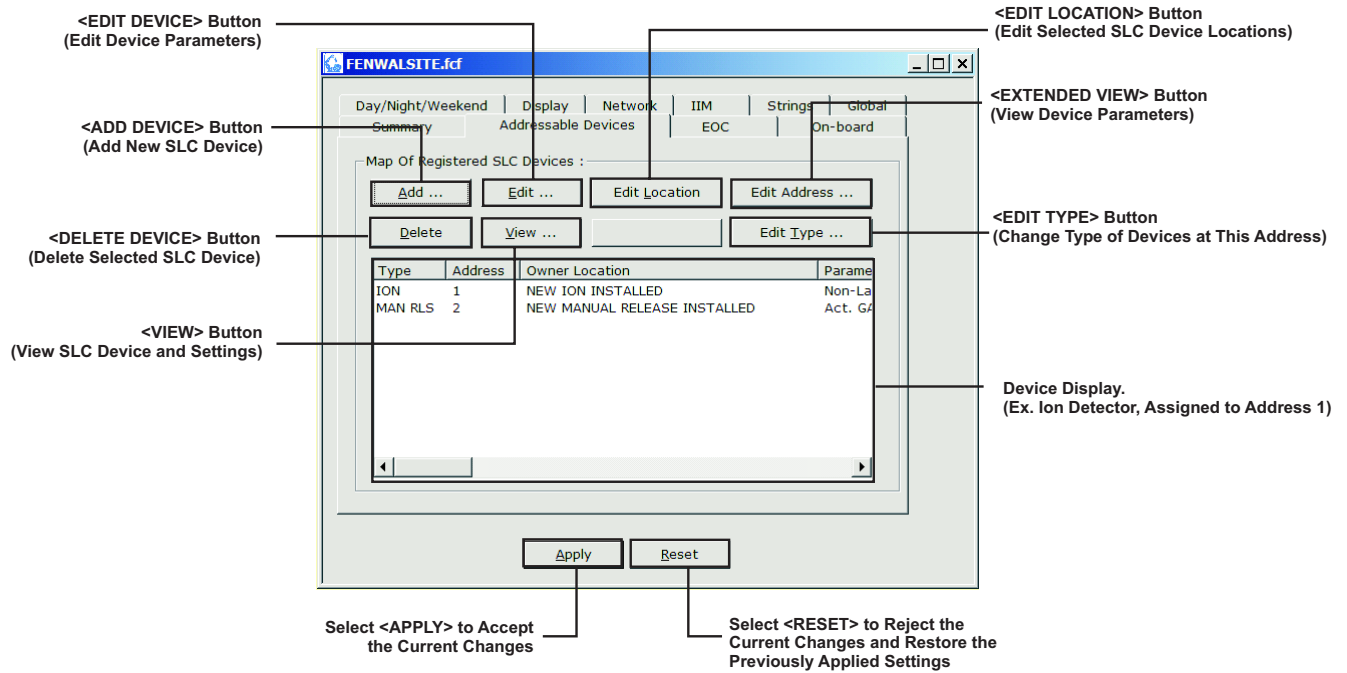 <EDIT DEVICE> Button
(Edit Device Parameters)
<EDIT LOCATION> Button
(Edit Selected SLC Device Locations)
FENWALSITE.fcf
<EXTENDED VIEW> Button
(View Device Parameters)
<ADD DEVICE> Button
(Add New SLC Device)
Day/Night/Weekend Display Network IIM Strings Global
Summary Addressable Devices EOC On-board
Map Of Registered SLC Devices :
Add ... Edit ... Edit Location Edit Address ...
<DELETE DEVICE> Button
(Delete Selected SLC Device)
Delete View ... Edit Type ...
<EDIT TYPE> Button
(Change Type of Devices at This Address)
Type Address Owner Location Parame
ION 1 NEW ION INSTALLED Non-La
MAN RLS 2 NEW MANUAL RELEASE INSTALLED Act. GA
<VIEW> Button
(View SLC Device and Settings)
Device Display.
(Ex. Ion Detector, Assigned to Address 1)
Apply Reset
Select <APPLY> to Accept
the Current Changes
Select <RESET> to Reject the
Current Changes and Restore the
Previously Applied Settings